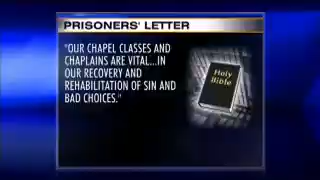 PRISONERS' LETTER
"OUR CHAPEL CLASSES AND
CHAPLAINS ARE VITAL...IN
OUR RECOVERY AND
REHABILITATION OF SIN AND
BAD CHOICES."
Holy
Bible